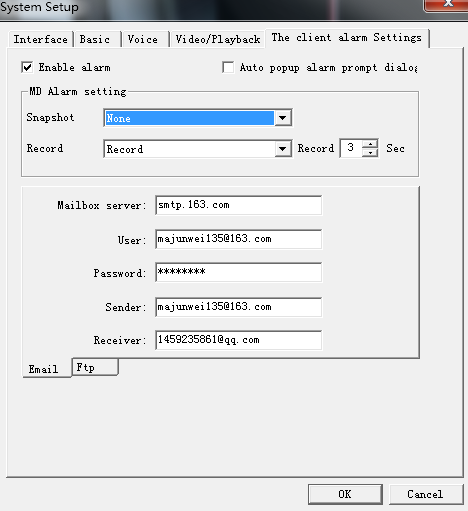 System Setup
Interface Basic Voice Video/Playback The client alarm Settings
Enable alarm Auto popup alarm prompt dialog
MD Alarm setting
Snapshot None
Record Record Record 3 Sec
Mailbox server: smtp.163.com
User: majunwei135@163.com
Password: ********
Sender: majunwei135@163.com
Receiver: 1459235861@qq.com
Email Ftp
OK Cancel